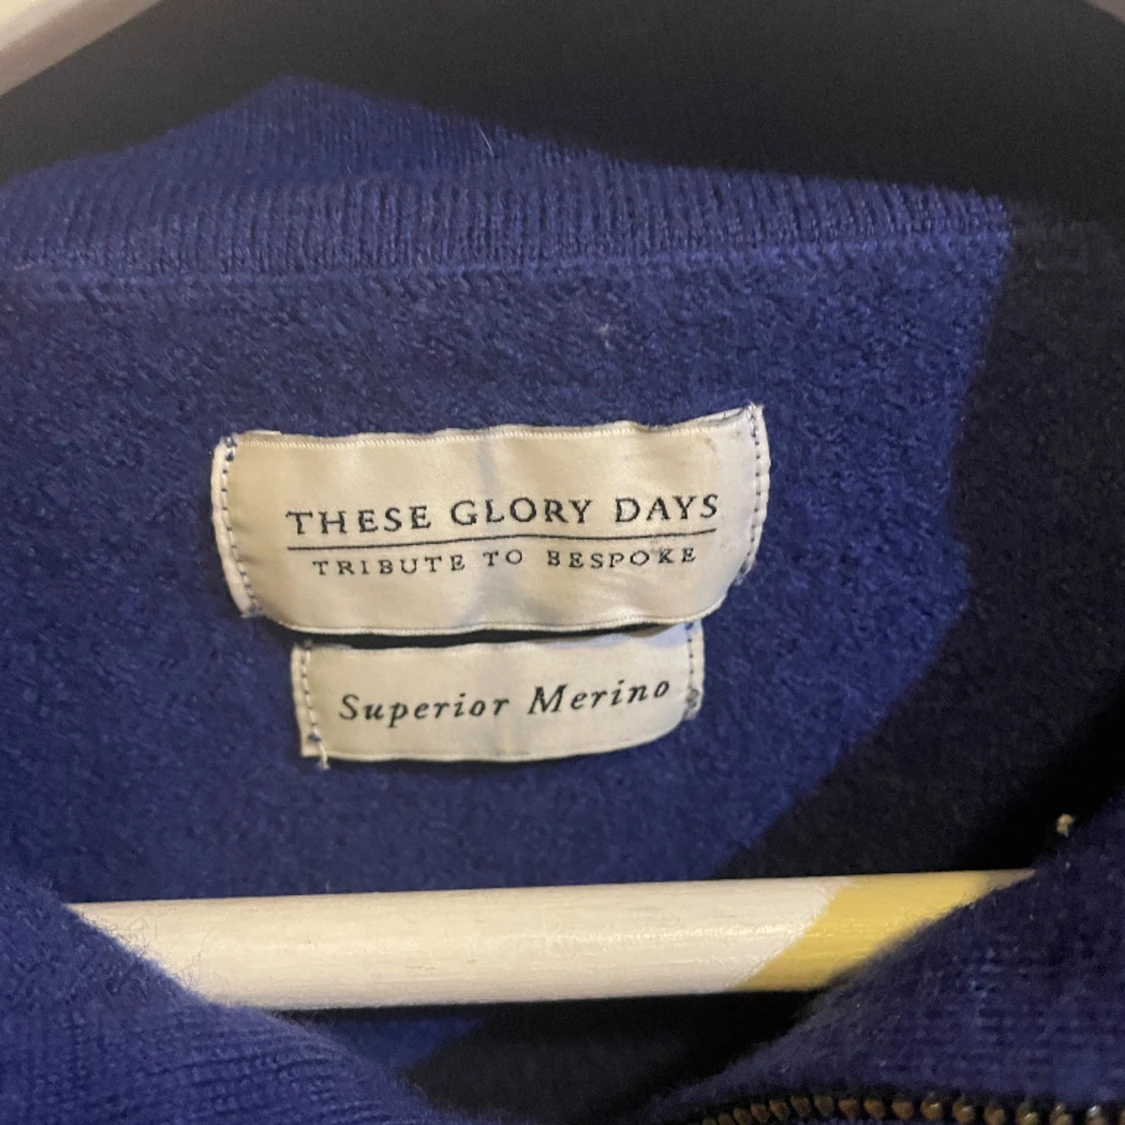 THESE GLORY DAYS
TRIBUTE TO BESPOKE
Superior Merino